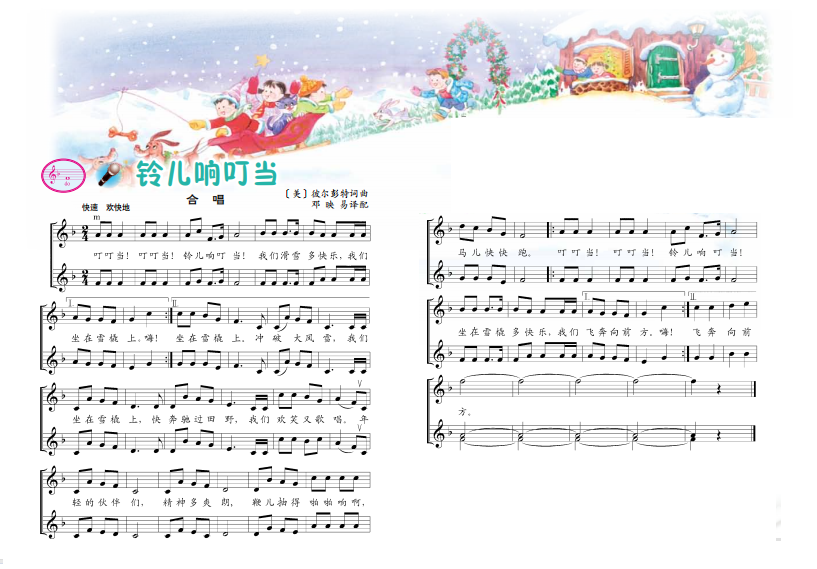 铃儿响叮当
合 唱
〔美〕彼尔彭特词曲
邓 映 易译配
快速 欢快地
叮叮当! 叮叮当! 铃儿响叮 当! 我们滑雪 多快乐,我们
坐在雪橇 上。嗨! 坐在雪橇 上。冲 破 大风 雪,我们
坐在雪橇 上,快 奔驰过田 野,我们 欢笑又歌 唱。年
轻的伙伴 们, 精神多爽 朗, 鞭儿抽得 啪啪响啊,
马儿快快 跑。 叮叮当! 叮叮当! 铃儿响叮当!
坐在雪橇 多快乐,我们 飞奔向前 方。嗨! 飞奔 向前
方。